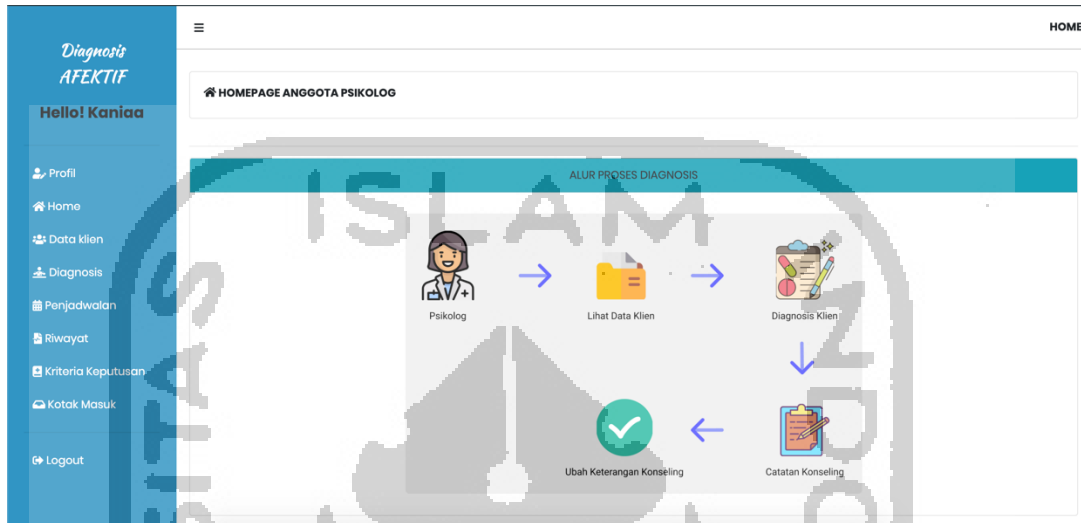 Diagnosis
AFEKTIF
Hello! Kaniaa
Profil
Home
Data klien
Diagnosis
Penjadwalan
Riwayat
Kriteria Keputusan
Kotak Masuk
Logout
HOME
HOMEPAGE ANGGOTA PSIKOLOG
ALUR PROSES DIAGNOSIS
Psikolog
Lihat Data Klien
Diagnosis Klien
Ubah Keterangan Konseling
Catatan Konseling
ISLAM